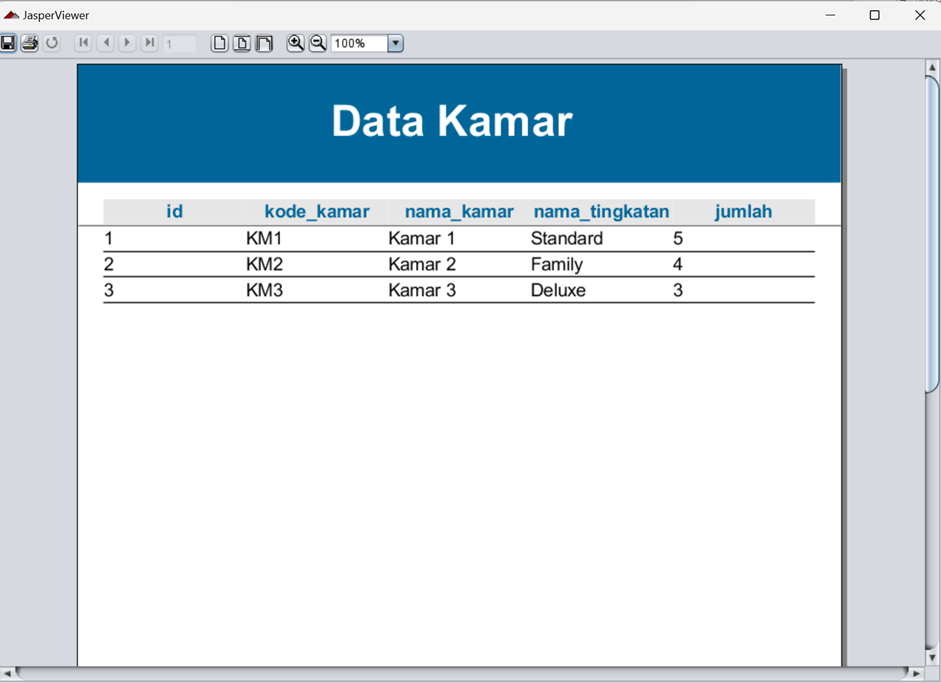 JasperViewer
1 100%
Data Kamar
id kode_kamar nama_kamar nama_tingkatan jumlah
1 KM1 Kamar 1 Standard 5
2 KM2 Kamar 2 Family 4
3 KM3 Kamar 3 Deluxe 3